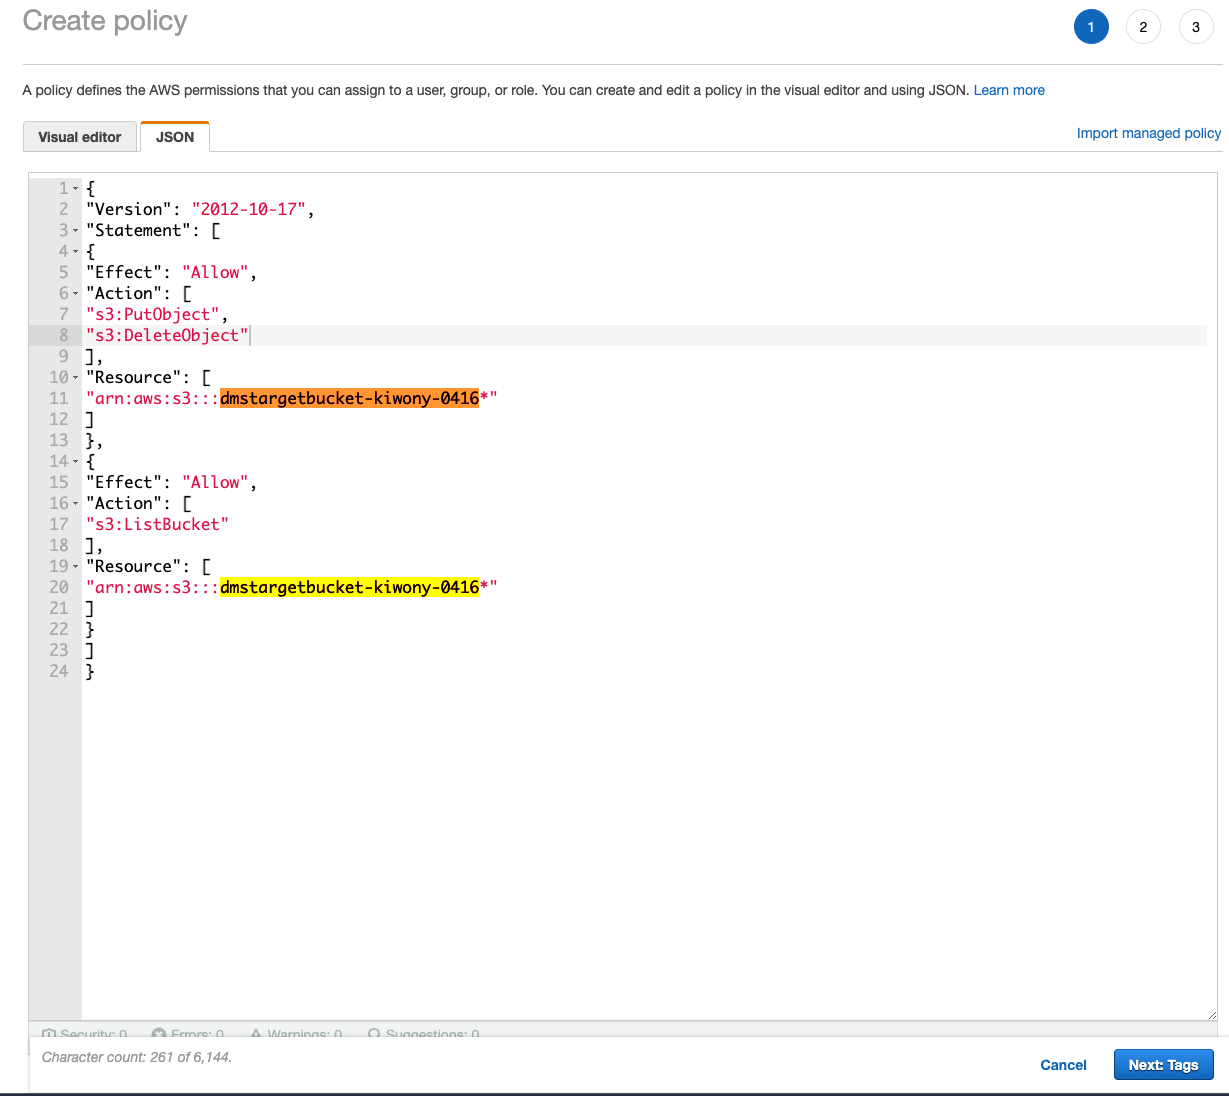 Create policy
1 2 3
A policy defines the AWS permissions that you can assign to a user, group, or role. You can create and edit a policy in the visual editor and using JSON. Learn more
Visual editor JSON Import managed policy
1 {
2 "Version": "2012-10-17",
3 "Statement": [
4 {
5 "Effect": "Allow",
6 "Action": [
7 "s3:PutObject",
8 "s3:DeleteObject"
9 ],
10 "Resource": [
11 "arn:aws:s3:::dmstargetbucket-kiwony-0416*"
12 ]
13 },
14 {
15 "Effect": "Allow",
16 "Action": [
17 "s3:ListBucket"
18 ],
19 "Resource": [
20 "arn:aws:s3:::dmstargetbucket-kiwony-0416*"
21 ]
22 }
23 ]
24 }
Security: 0 Errors: 0 Warnings: 0 Suggestions: 0
Character count: 261 of 6,144.
Cancel Next: Tags